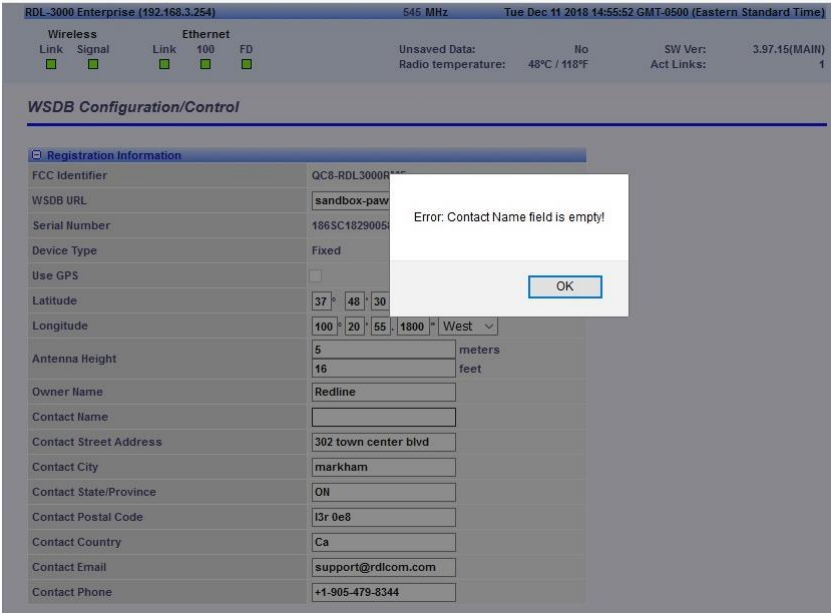 RDL-3000 Enterprise (192.168.3.254) 545 MHz Tue Dec 11 2018 14:55:52 GMT-0500 (Eastern Standard Time)
Wireless Ethernet
Link Signal Link 100 FD Unsaved Data: No SW Ver: 3.97.15(MAIN)
Radio temperature: 48°C / 118°F Act Links: 1
WSDB Configuration/Control
Registration Information
FCC Identifier QC8-RDL3000
WSDB URL sandbox-paw
Serial Number 186SC1829005
Device Type Fixed
Use GPS
Latitude 37 ° 48 ' 30
Longitude 100 ° 20 ' 55 . 1800 " West
Antenna Height 5 meters
16 feet
Owner Name Redline
Contact Name
Contact Street Address 302 town center blvd
Contact City markham
Contact State/Province ON
Contact Postal Code l3r 0e8
Contact Country Ca
Contact Email support@rdlcom.com
Contact Phone +1-905-479-8344
Error: Contact Name field is empty!
OK